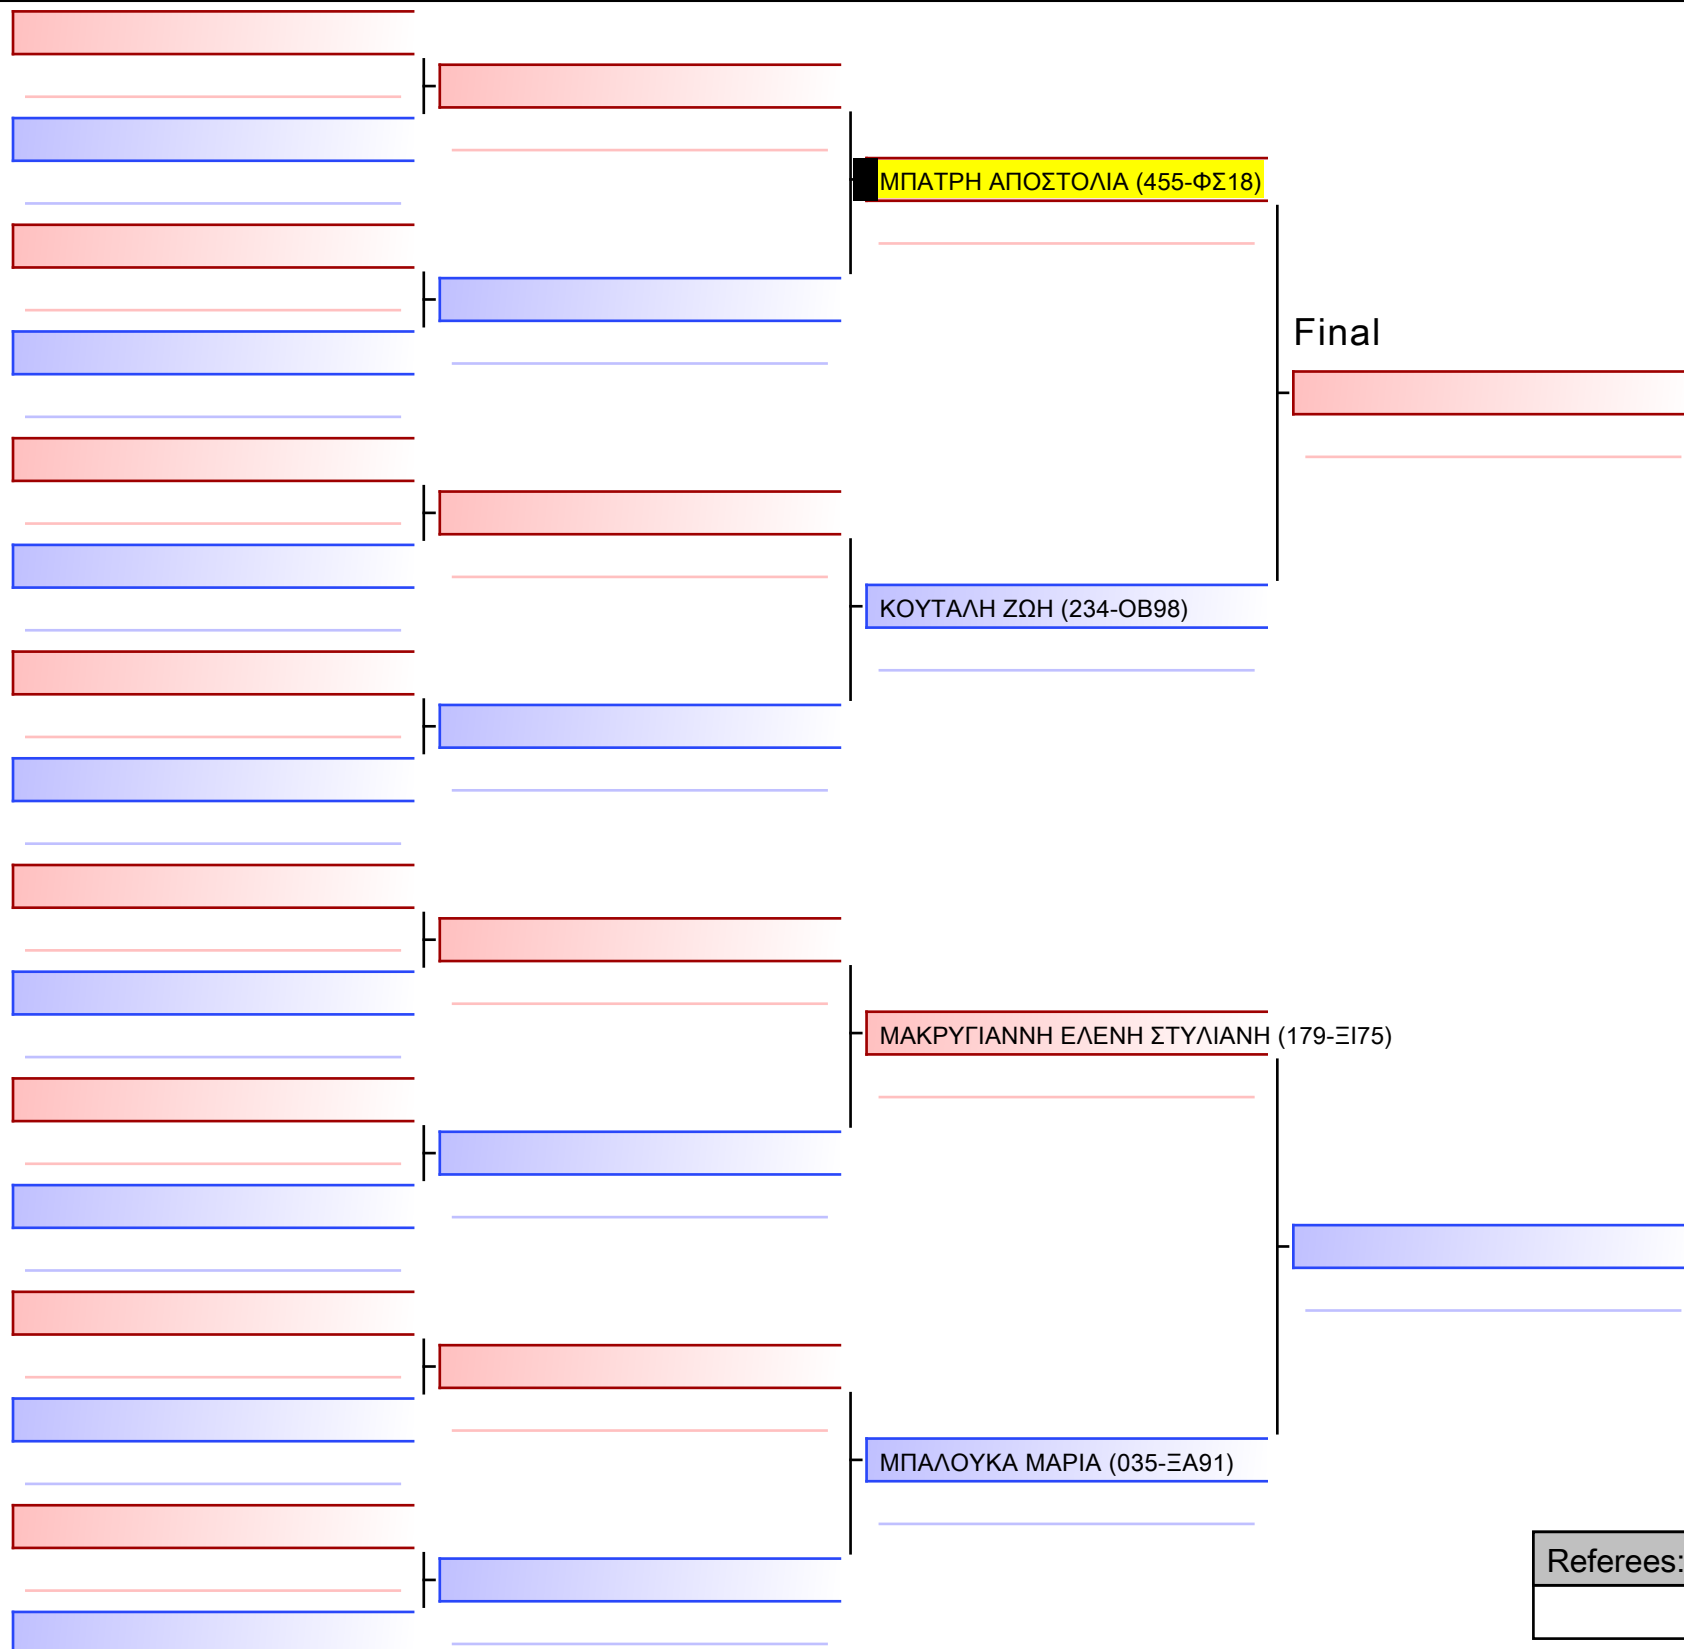 ΜΠΑΤΡΗ ΑΠΟΣΤΟΛΙΑ (455-ΦΣ18)
Final
ΚΟΥΤΑΛΗ ΖΩΗ (234-ΟΒ98)
ΜΑΚΡΥΓΙΑΝΝΗ ΕΛΕΝΗ ΣΤΥΛΙΑΝΗ (179-ΞΙ75)
ΜΠΑΛΟΥΚΑ ΜΑΡΙΑ (035-ΞΑ91)
Referees: